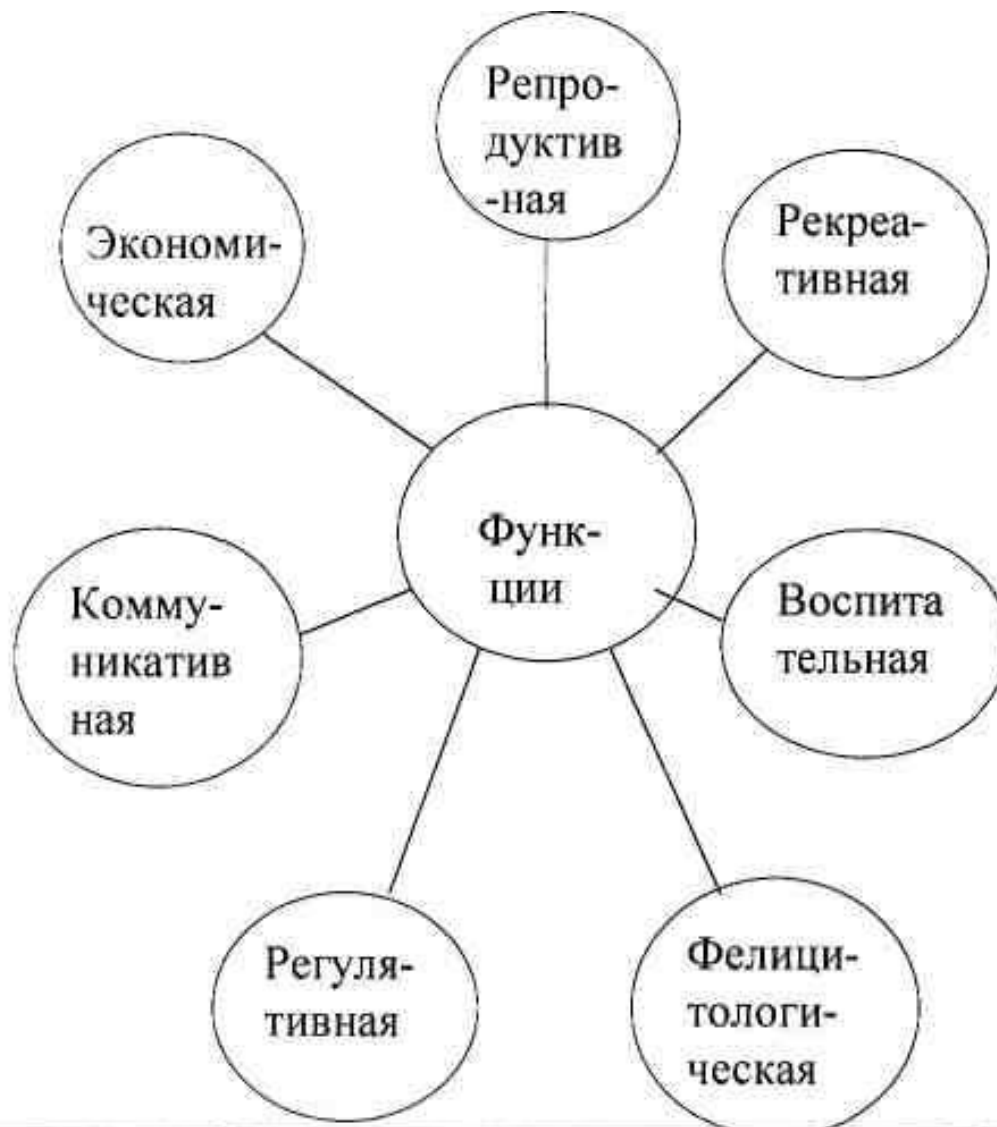 Репро-
дуктив
-ная
Экономи-
ческая
Рекреа-
тивная
Функ-
ции
Комму-
никатив
ная
Воспита
тельная
Регуля-
тивная
Фелици-
тологи-
ческая